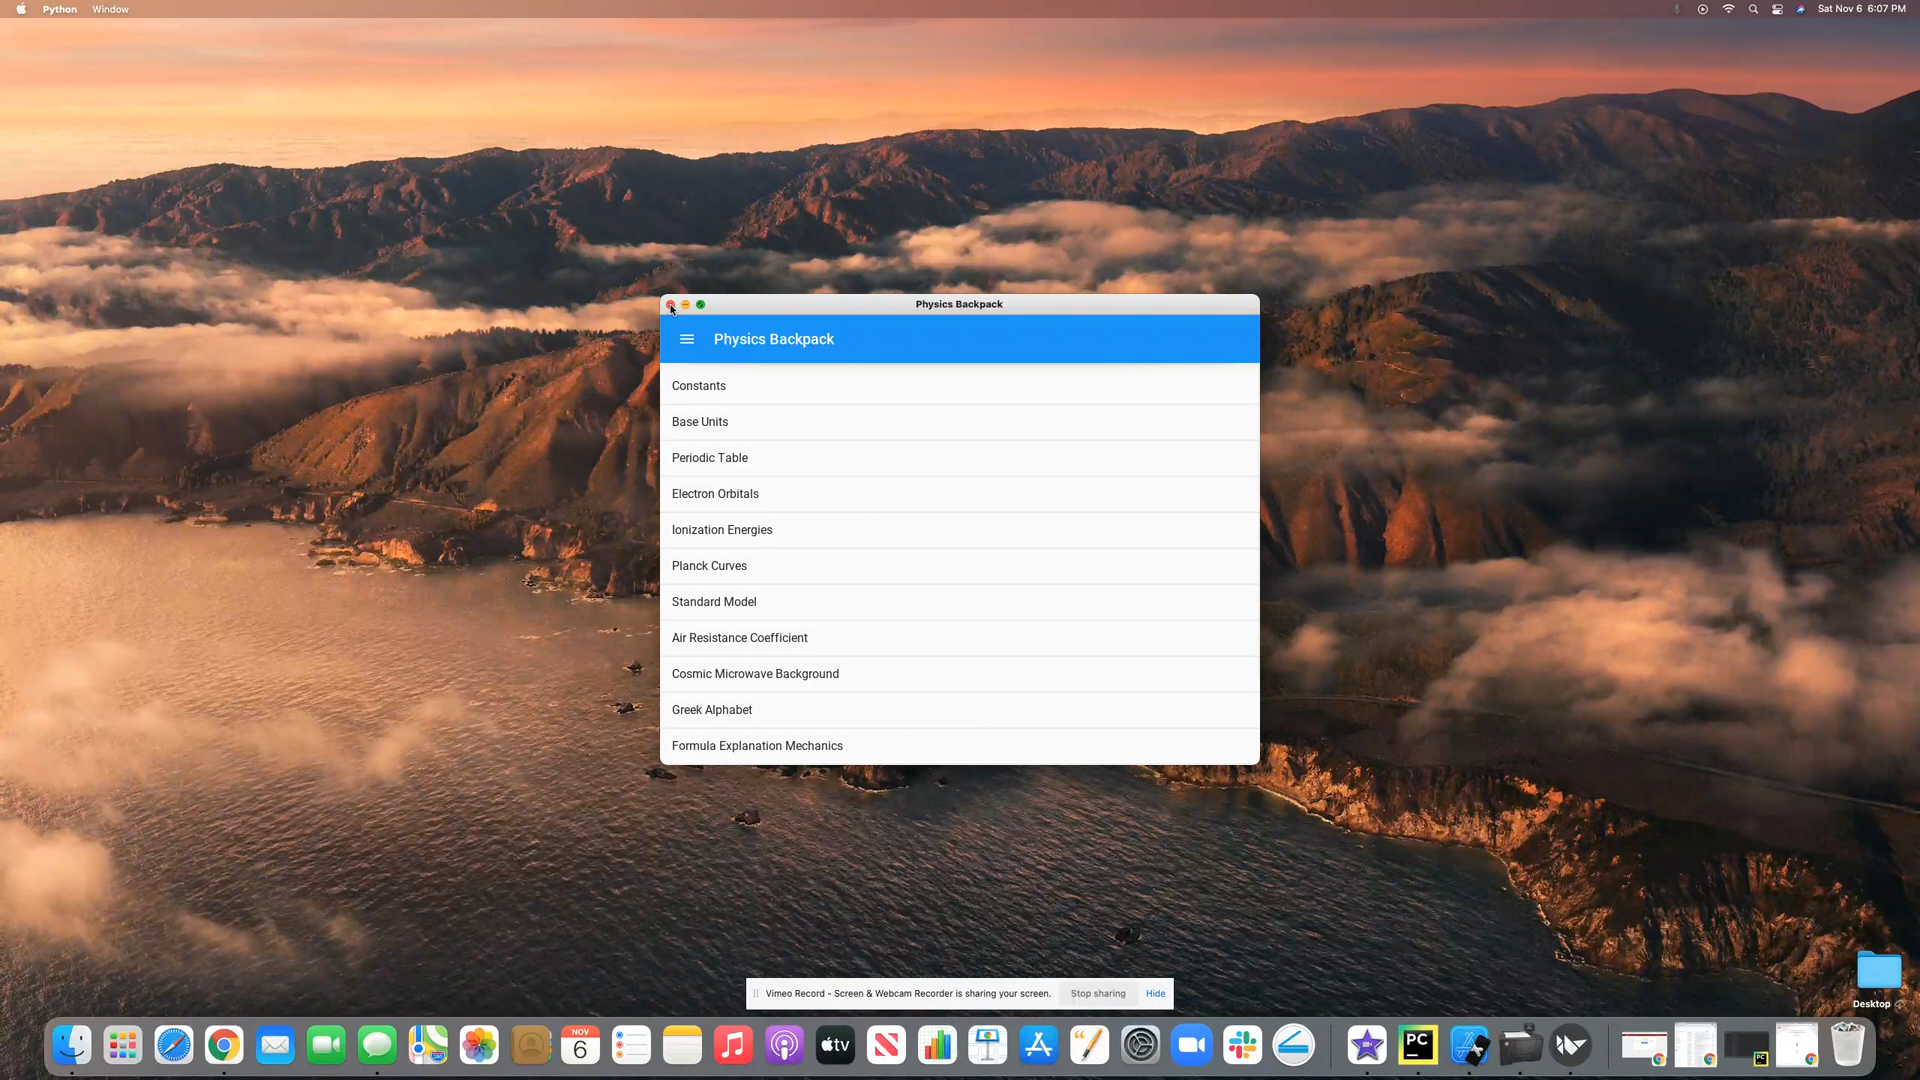 Python Window Sat Nov 6 6:07 PM
Physics Backpack
Physics Backpack
Constants
Base Units
Periodic Table
Electron Orbitals
Ionization Energies
Planck Curves
Standard Model
Air Resistance Coefficient
Cosmic Microwave Background
Greek Alphabet
Formula Explanation Mechanics
Vimeo Record - Screen & Webcam Recorder is sharing your screen. Stop sharing Hide
Desktop
NOV
6
tv
PC